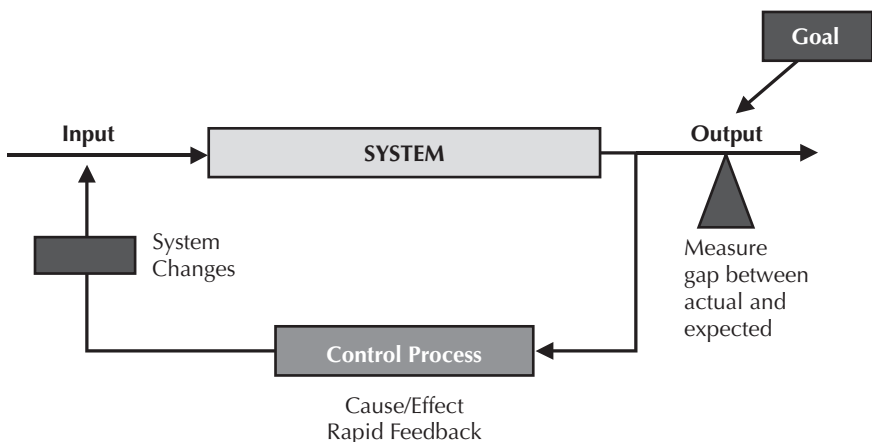 Goal
Input
SYSTEM
Output
System
Changes
Measure
gap between
actual and
expected
Control Process
Cause/Effect
Rapid Feedback